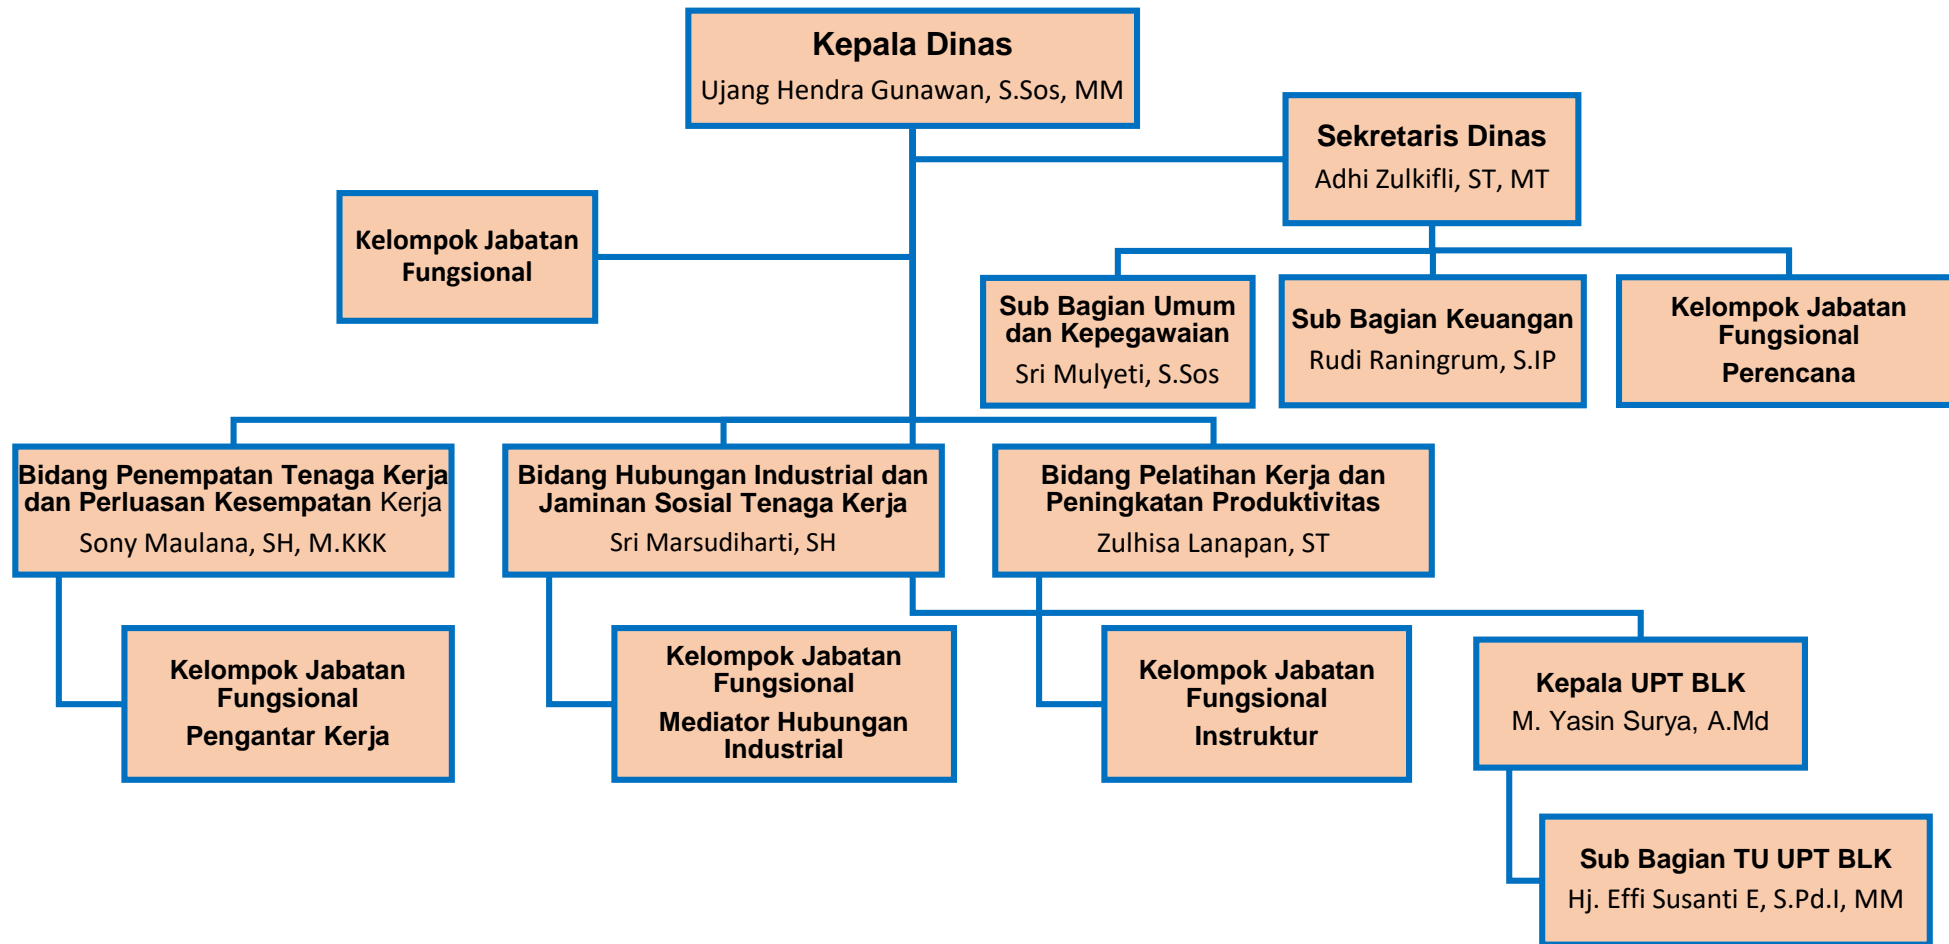 Kepala Dinas
Ujang Hendra Gunawan, S.Sos, MM
Sekretaris Dinas
Adhi Zulkifli, ST, MT
Kelompok Jabatan
Fungsional
Sub Bagian Umum
dan Kepegawaian
Sri Mulyeti, S.Sos
Sub Bagian Keuangan
Rudi Raningrum, S.IP
Kelompok Jabatan
Fungsional
Perencana
Bidang Penempatan Tenaga Kerja
dan Perluasan Kesempatan Kerja
Sony Maulana, SH, M.KKK
Bidang Hubungan Industrial dan
Jaminan Sosial Tenaga Kerja
Sri Marsudiharti, SH
Bidang Pelatihan Kerja dan
Peningkatan Produktivitas
Zulhisa Lanapan, ST
Kelompok Jabatan
Fungsional
Pengantar Kerja
Kelompok Jabatan
Fungsional
Mediator Hubungan
Industrial
Kelompok Jabatan
Fungsional
Instruktur
Kepala UPT BLK
M. Yasin Surya, A.Md
Sub Bagian TU UPT BLK
Hj. Effi Susanti E, S.Pd.I, MM